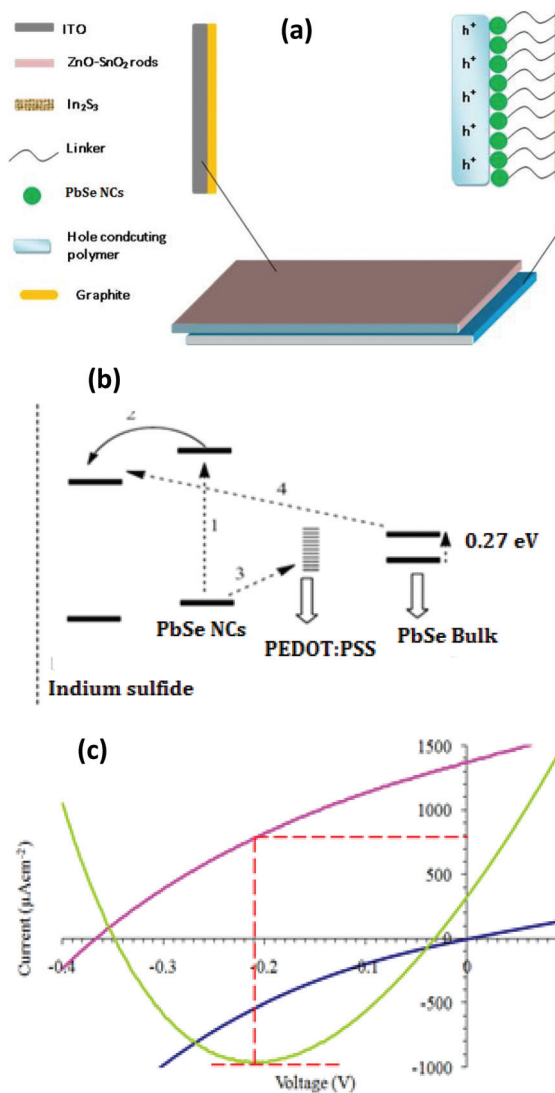 ITO
(a)
ZnO-SnO₂ rods
In₂S₃
Linker
PbSe NCs
Hole condcuting
polymer
Graphite
h⁺
h⁺
h⁺
h⁺
h⁺
(b)
2
4
1
3
0.27 eV
PbSe NCs
PEDOT:PSS
PbSe Bulk
Indium sulfide
(c)
1500
1000
500
0
-500
-1000
-0.4
-0.3
-0.2
0.1
0
Current (µAcm⁻²)
Voltage (V)